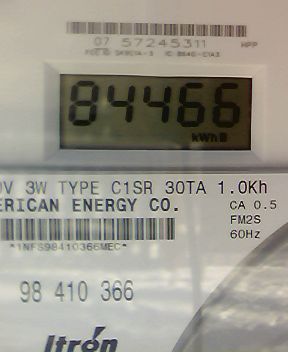 07 57245311 HPP
84466
kWh
V 3W TYPE C1SR 30TA 1.0Kh
ERICAN ENERGY CO. CA 0.5
FM2S
60Hz
*1NFS98410366MEC*
98 410 366
Itron